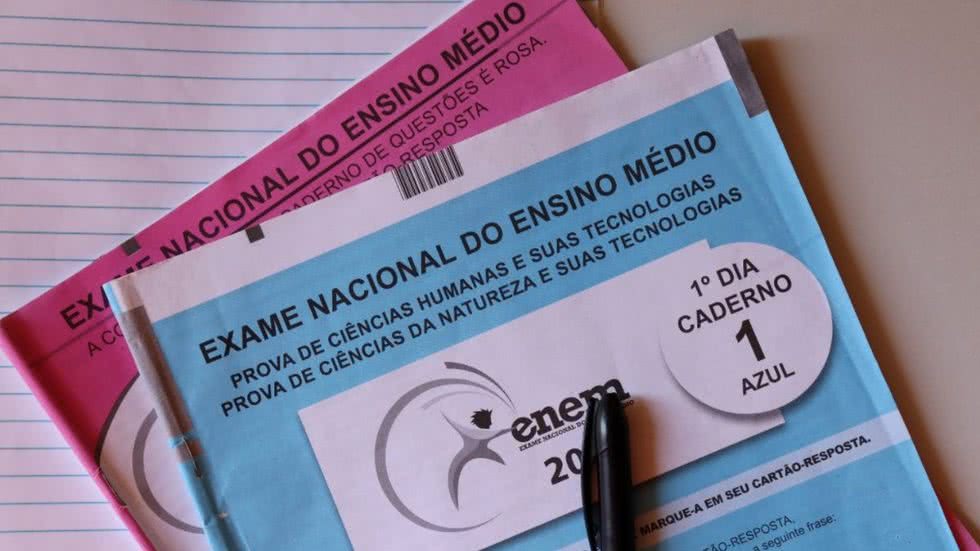 EXAME NACIONAL DO ENSINO MÉDIO
CADERNO DE QUESTÕES É ROSA.
EXAME NACIONAL DO ENSINO MÉDIO
PROVA DE CIÊNCIAS HUMANAS E SUAS TECNOLOGIAS
PROVA DE CIÊNCIAS DA NATUREZA E SUAS TECNOLOGIAS
1º DIA
CADERNO
1
AZUL
enem
EXAME NACIONAL DO
20
MARQUE-A EM SEU CARTÃO-RESPOSTA.
CARTÃO-RESPOSTA,
a seguinte frase: